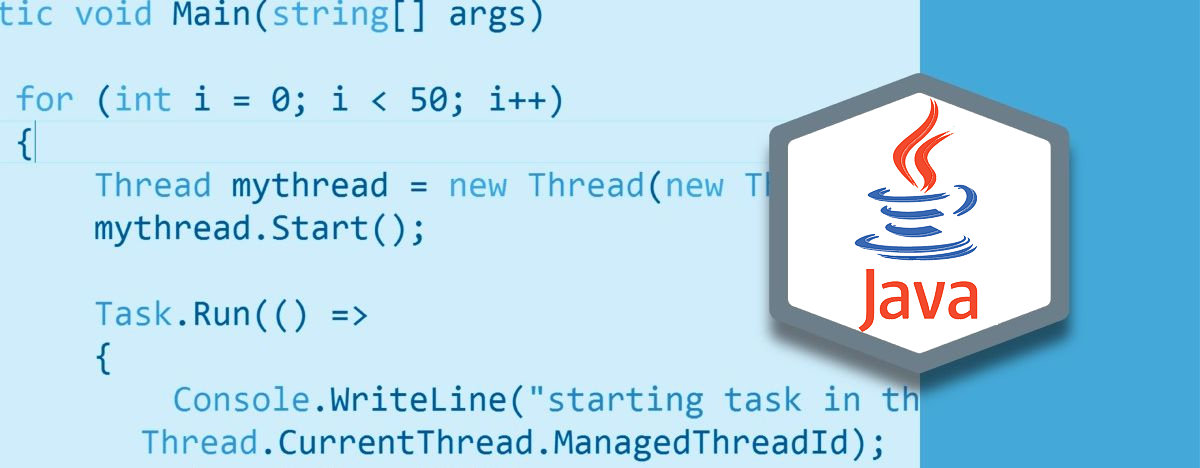 tic void Main(string[] args)
for (int i = 0; i < 50; i++)
{
Thread mythread = new Thread(new Th
mythread.Start();
Task.Run(() =>
{
Console.WriteLine("starting task in th
Thread.CurrentThread.ManagedThreadId);
Java